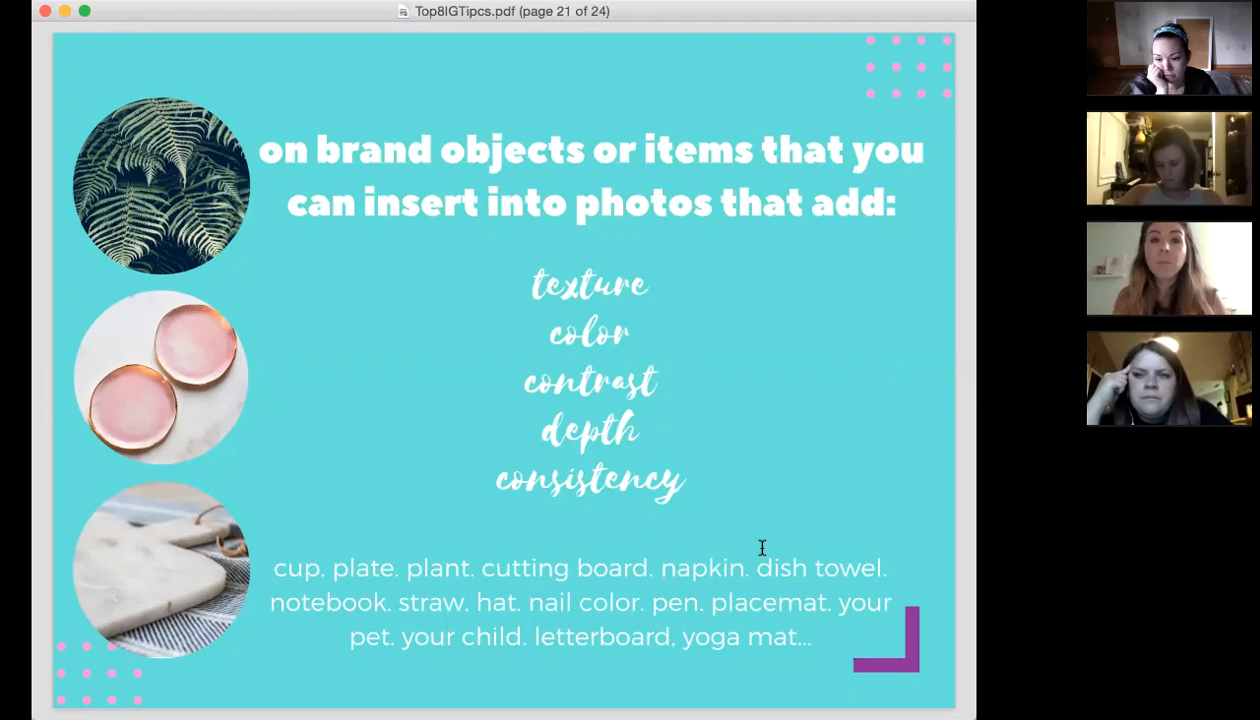 Top8IGTipcs.pdf (page 21 of 24)
on brand objects or items that you
can insert into photos that add:
texture
color
contrast
depth
consistency
cup. plate. plant. cutting board. napkin. dish towel.
notebook. straw. hat. nail color. pen. placemat. your
pet. your child. letterboard, yoga mat...